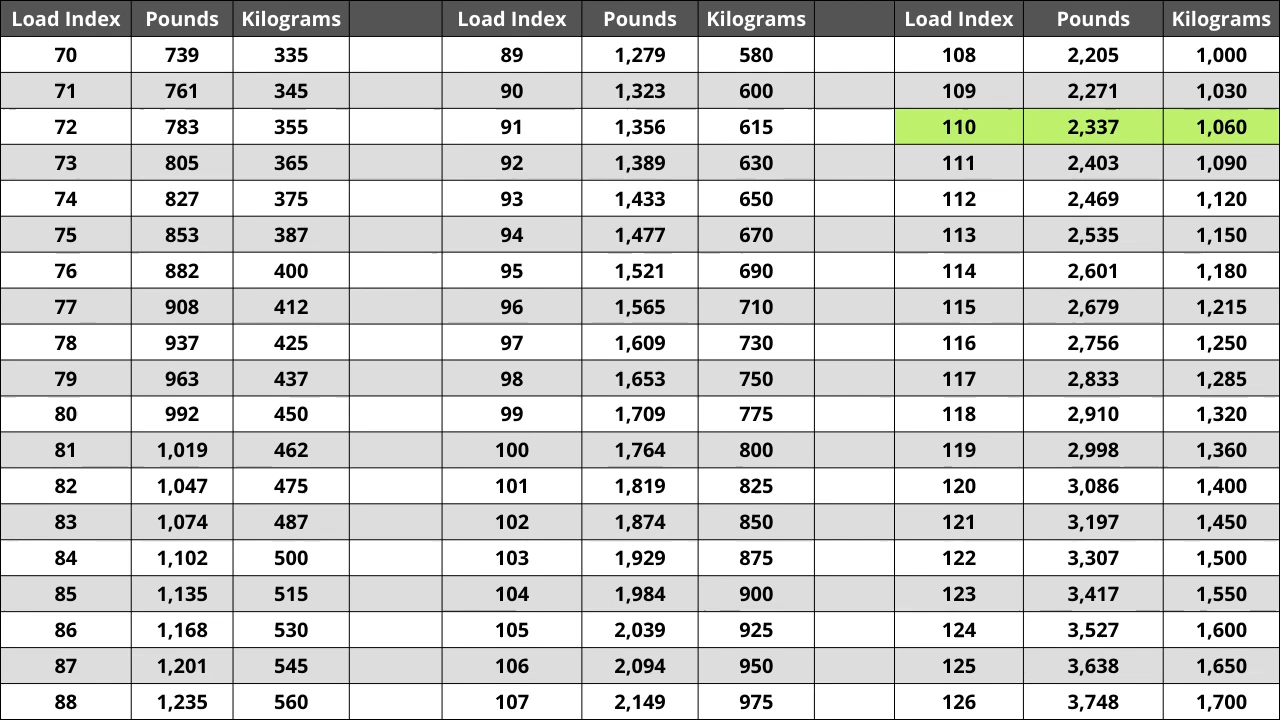 Load Index Pounds Kilograms Load Index Pounds Kilograms Load Index Pounds Kilograms
70 739 335 89 1,279 580 108 2,205 1,000
71 761 345 90 1,323 600 109 2,271 1,030
72 783 355 91 1,356 615 110 2,337 1,060
73 805 365 92 1,389 630 111 2,403 1,090
74 827 375 93 1,433 650 112 2,469 1,120
75 853 387 94 1,477 670 113 2,535 1,150
76 882 400 95 1,521 690 114 2,601 1,180
77 908 412 96 1,565 710 115 2,679 1,215
78 937 425 97 1,609 730 116 2,756 1,250
79 963 437 98 1,653 750 117 2,833 1,285
80 992 450 99 1,709 775 118 2,910 1,320
81 1,019 462 100 1,764 800 119 2,998 1,360
82 1,047 475 101 1,819 825 120 3,086 1,400
83 1,074 487 102 1,874 850 121 3,197 1,450
84 1,102 500 103 1,929 875 122 3,307 1,500
85 1,135 515 104 1,984 900 123 3,417 1,550
86 1,168 530 105 2,039 925 124 3,527 1,600
87 1,201 545 106 2,094 950 125 3,638 1,650
88 1,235 560 107 2,149 975 126 3,748 1,700